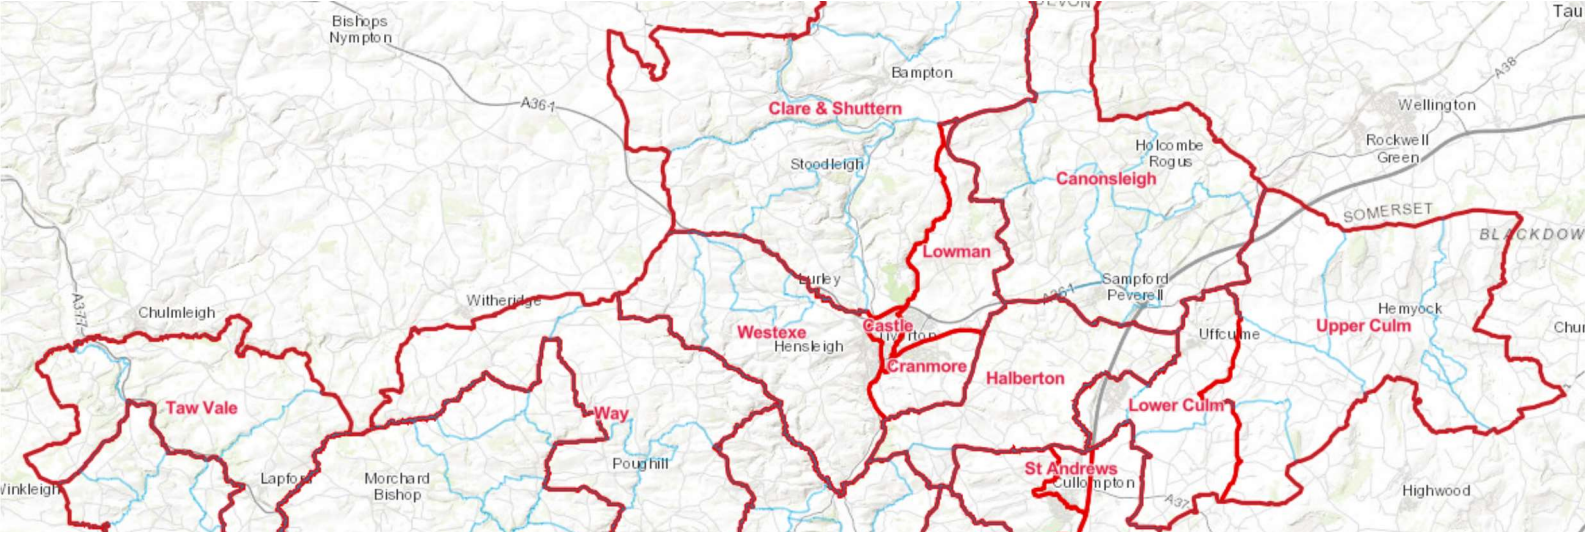 DEVON
Bishops
Nympton
Tau
A38
Bampton
A361
Clare & Shuttern
Wellington
Rockwell
Green
Holcombe
Rogus
Stoodleigh
Canonsleigh
SOMERSET
BLACKDOW
Lowman
Lurley
Sampford
Peverell
A361
A377
Chulmleigh
Witheridge
Hemyock
Castle
Westexe
Tiverton
Hensleigh
Uffculme
Upper Culm
Chur
Cranmore
Halberton
Taw Vale
Way
Lower Culm
Poughill
St Andrews
Cullompton
Lapford
Morchard
Bishop
Winkleigh
A37
Highwood